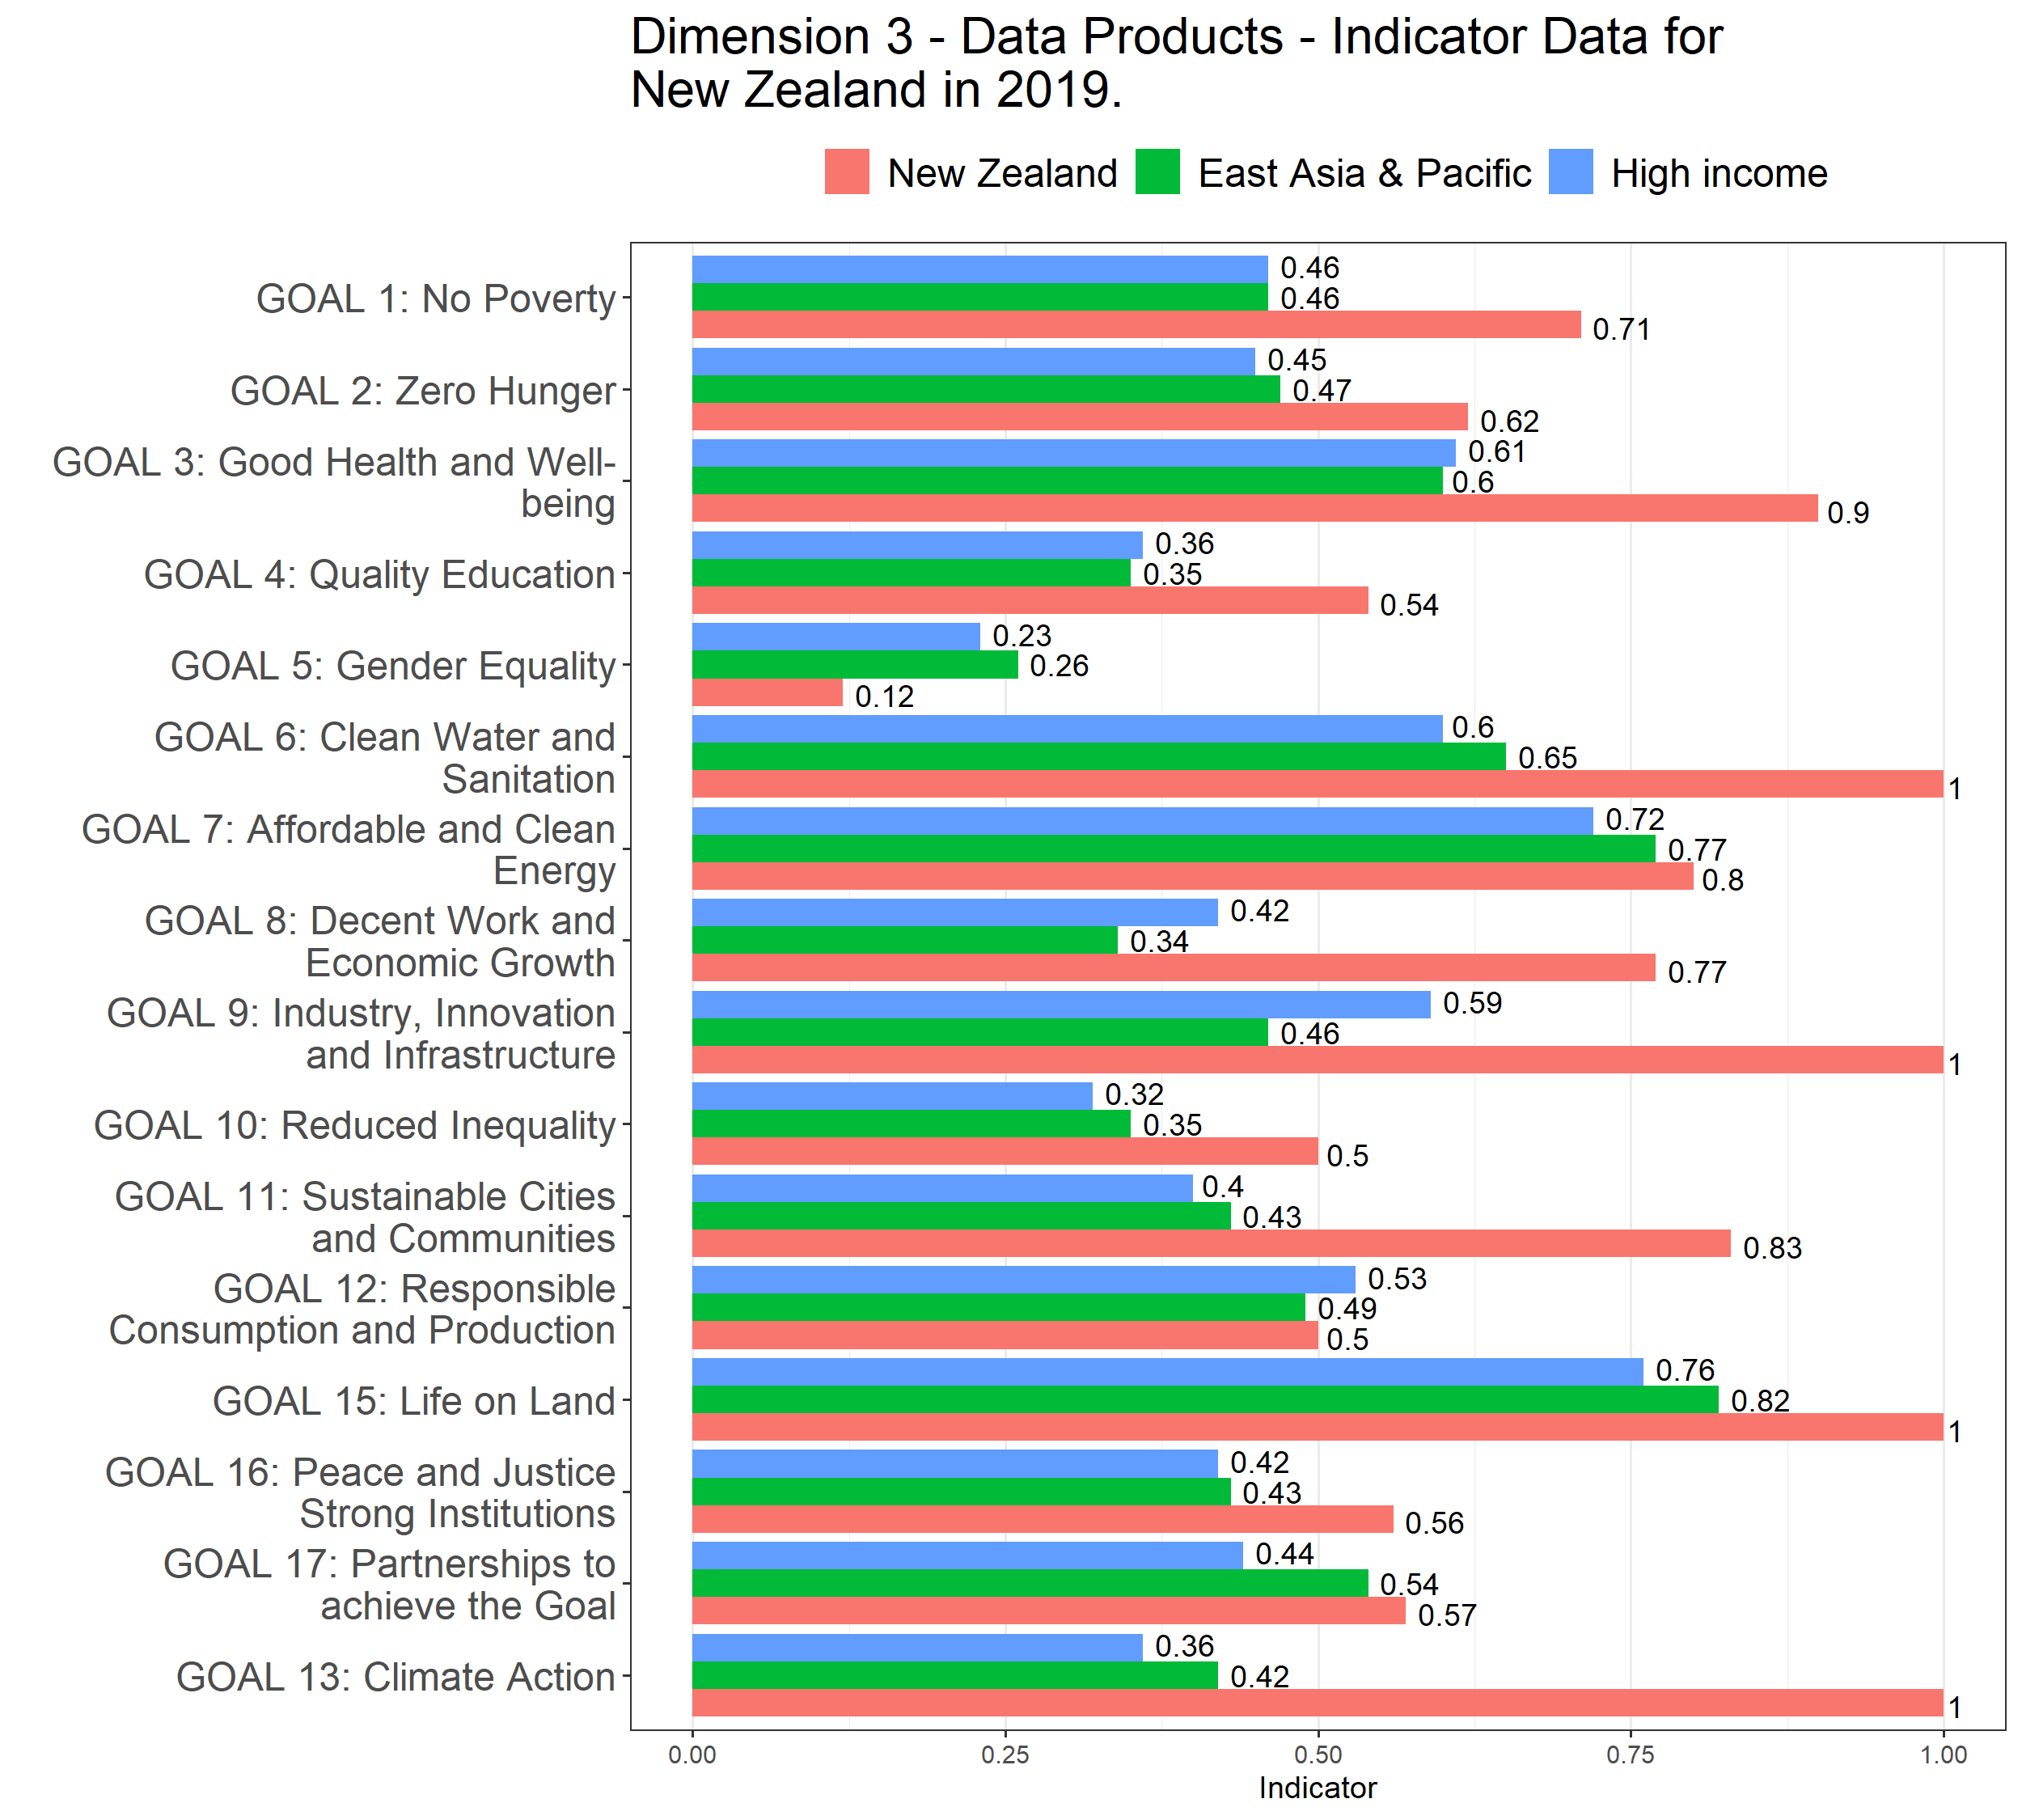 Dimension 3 - Data Products - Indicator Data for
New Zealand in 2019.
New Zealand
East Asia & Pacific
High income
GOAL 1: No Poverty
0.46
0.46
0.71
GOAL 2: Zero Hunger
0.45
0.47
0.62
GOAL 3: Good Health and Well-
being
0.61
0.6
0.9
GOAL 4: Quality Education
0.36
0.35
0.54
GOAL 5: Gender Equality
0.23
0.26
0.12
GOAL 6: Clean Water and
Sanitation
0.6
0.65
1
GOAL 7: Affordable and Clean
Energy
0.72
0.77
0.8
GOAL 8: Decent Work and
Economic Growth
0.42
0.34
0.77
GOAL 9: Industry, Innovation
and Infrastructure
0.59
0.46
1
GOAL 10: Reduced Inequality
0.32
0.35
0.5
GOAL 11: Sustainable Cities
and Communities
0.4
0.43
0.83
GOAL 12: Responsible
Consumption and Production
0.53
0.49
0.5
GOAL 15: Life on Land
0.76
0.82
1
GOAL 16: Peace and Justice
Strong Institutions
0.42
0.43
0.56
GOAL 17: Partnerships to
achieve the Goal
0.44
0.54
0.57
GOAL 13: Climate Action
0.36
0.42
1
0.00
0.25
0.50
0.75
1.00
Indicator